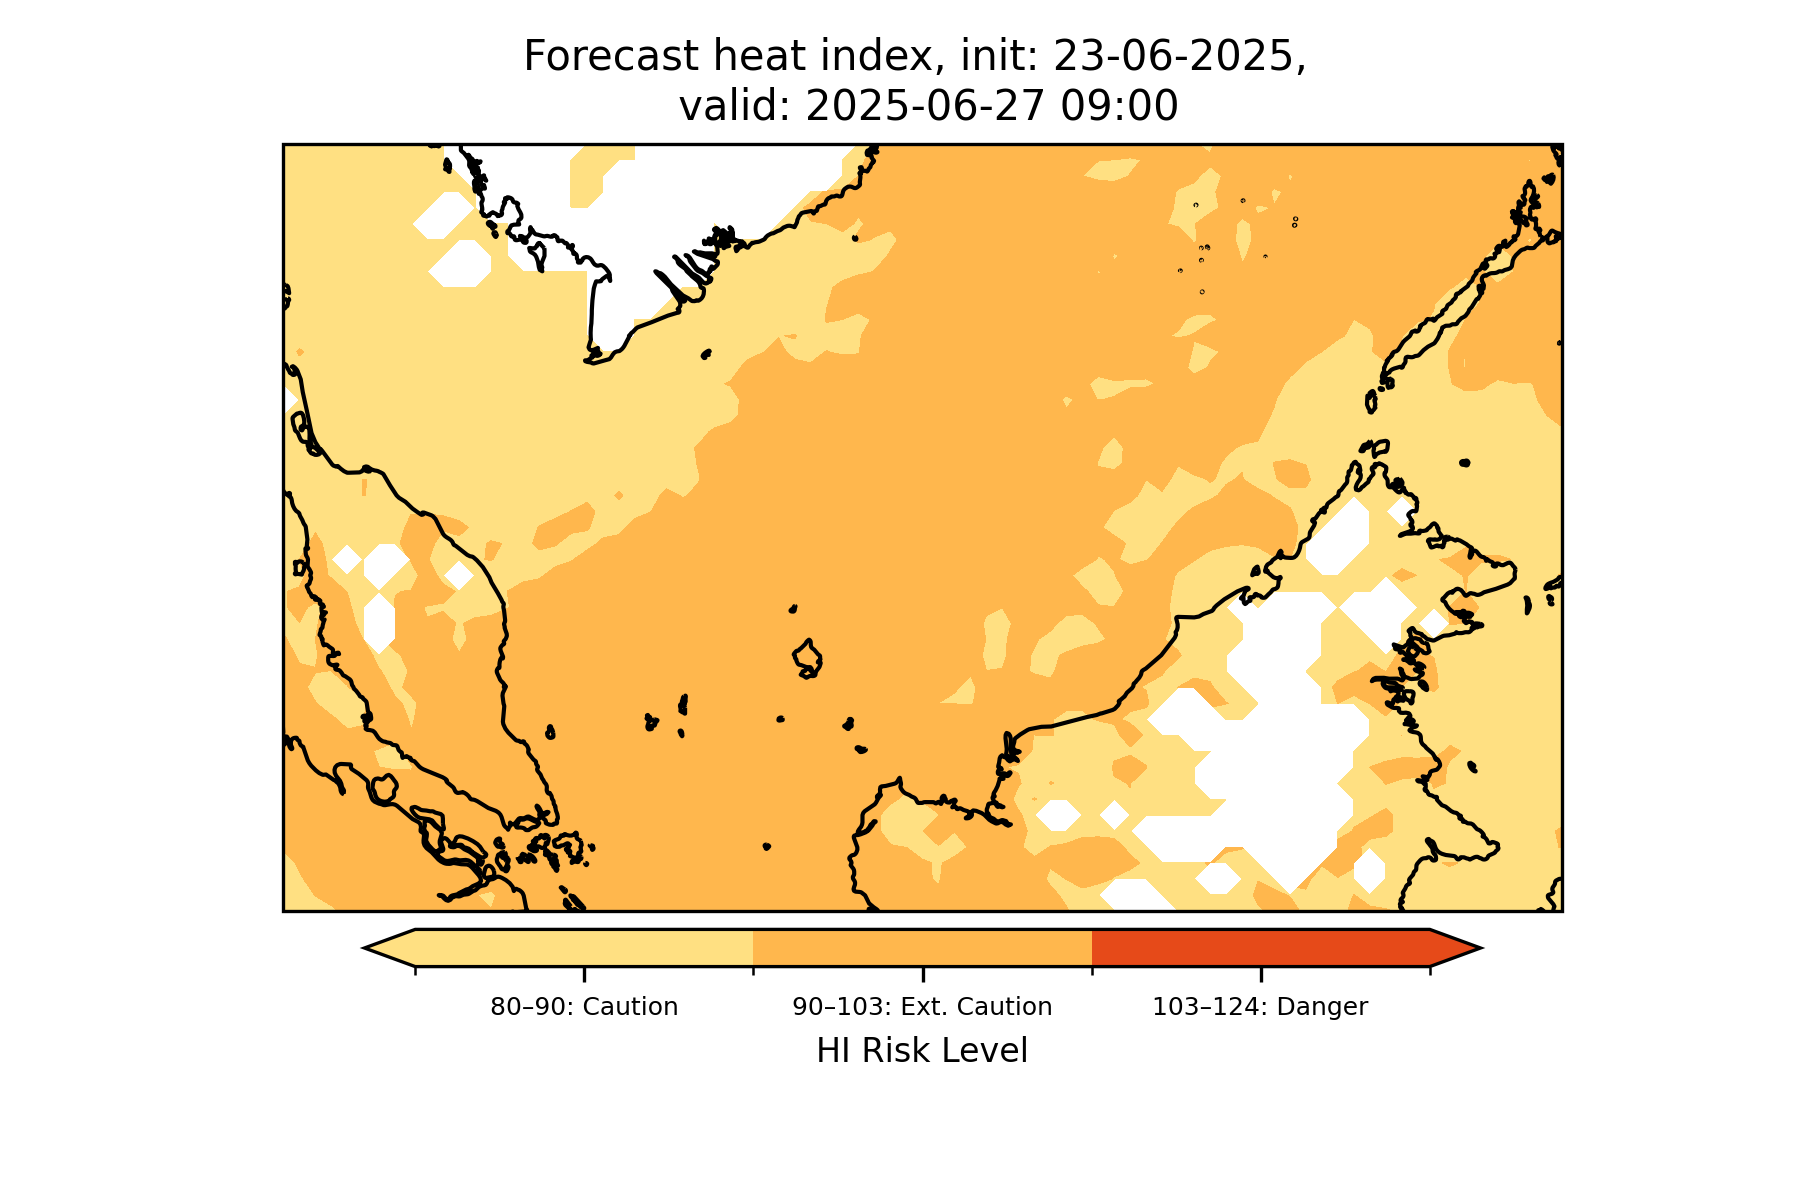 Forecast heat index, init: 23-06-2025,
valid: 2025-06-27 09:00
80–90: Caution
90–103: Ext. Caution
103–124: Danger
HI Risk Level